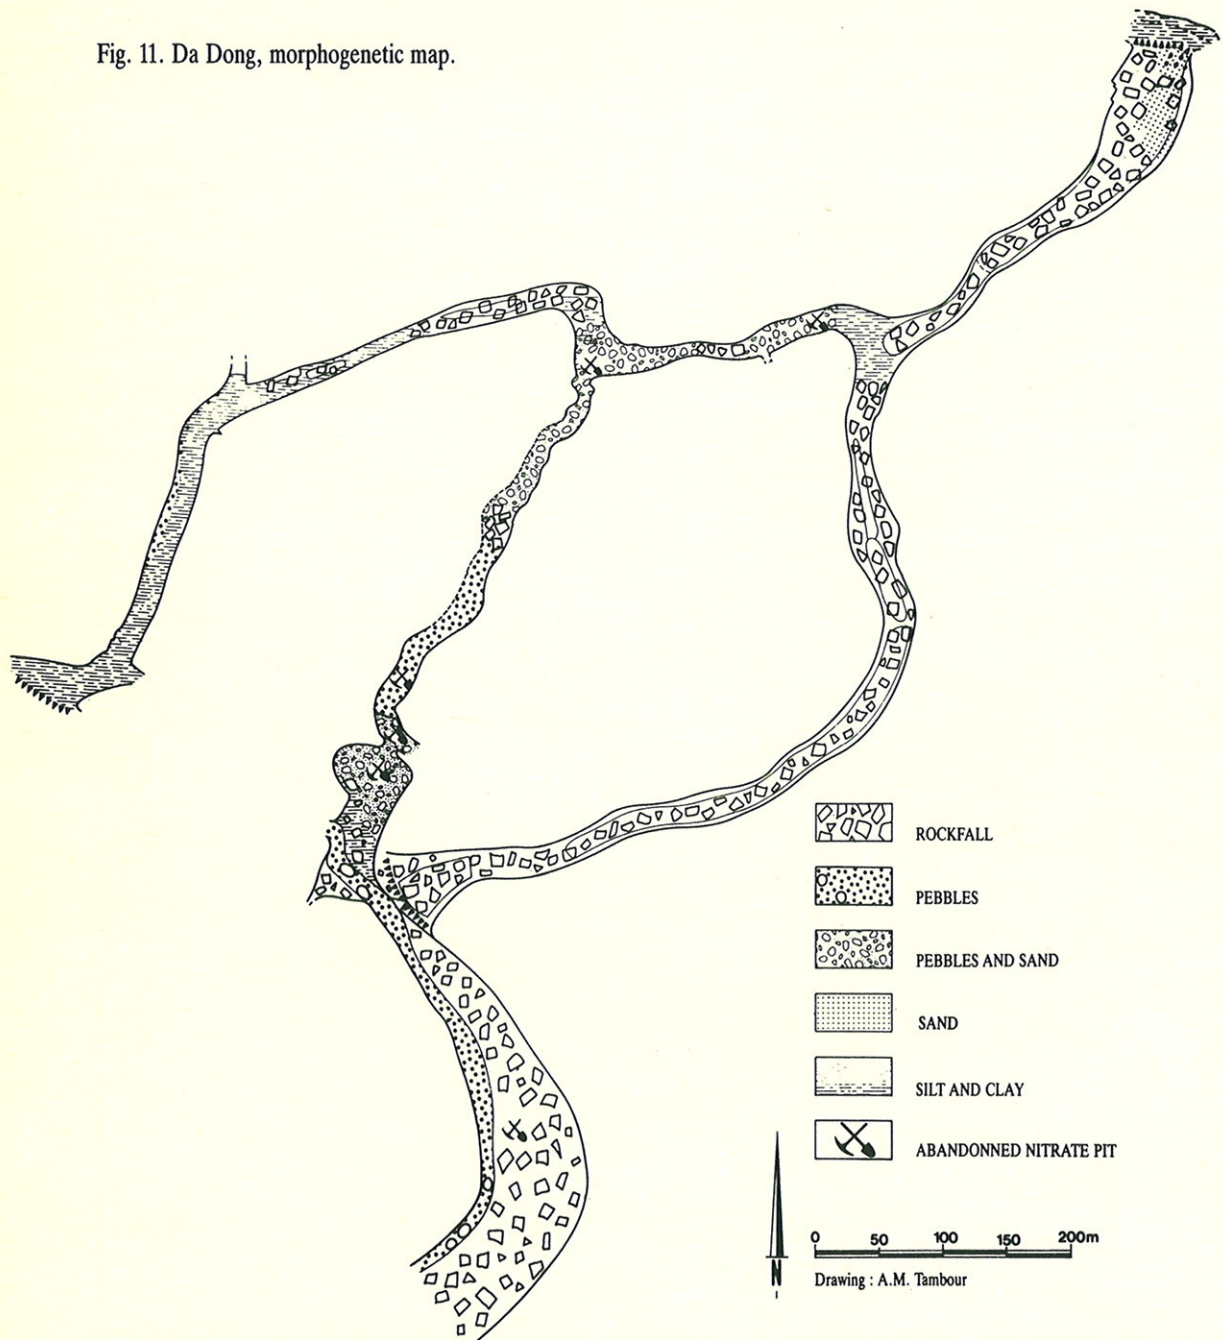 Fig. 11. Da Dong, morphogenetic map.
ROCKFALL
PEBBLES
PEBBLES AND SAND
SAND
SILT AND CLAY
ABANDONNED NITRATE PIT
N
0 50 100 150 200m
Drawing : A.M. Tambour